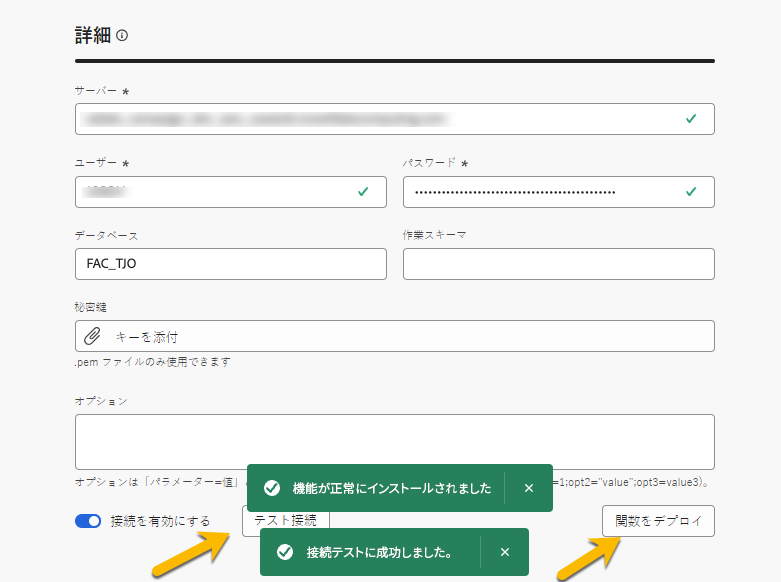 詳細
サーバー *
ユーザー * パスワード *
•••••••••••••••••••••••••••••••••••••••••••••
データベース 作業スキーマ
FAC_TJO
秘密鍵
キーを添付
.pem ファイルのみ使用できます
オプション
オプションは「パラメーター=値」 =1;opt2="value";opt3=value3)。
機能が正常にインストールされました
接続を有効にする テスト接続 関数をデプロイ
接続テストに成功しました。